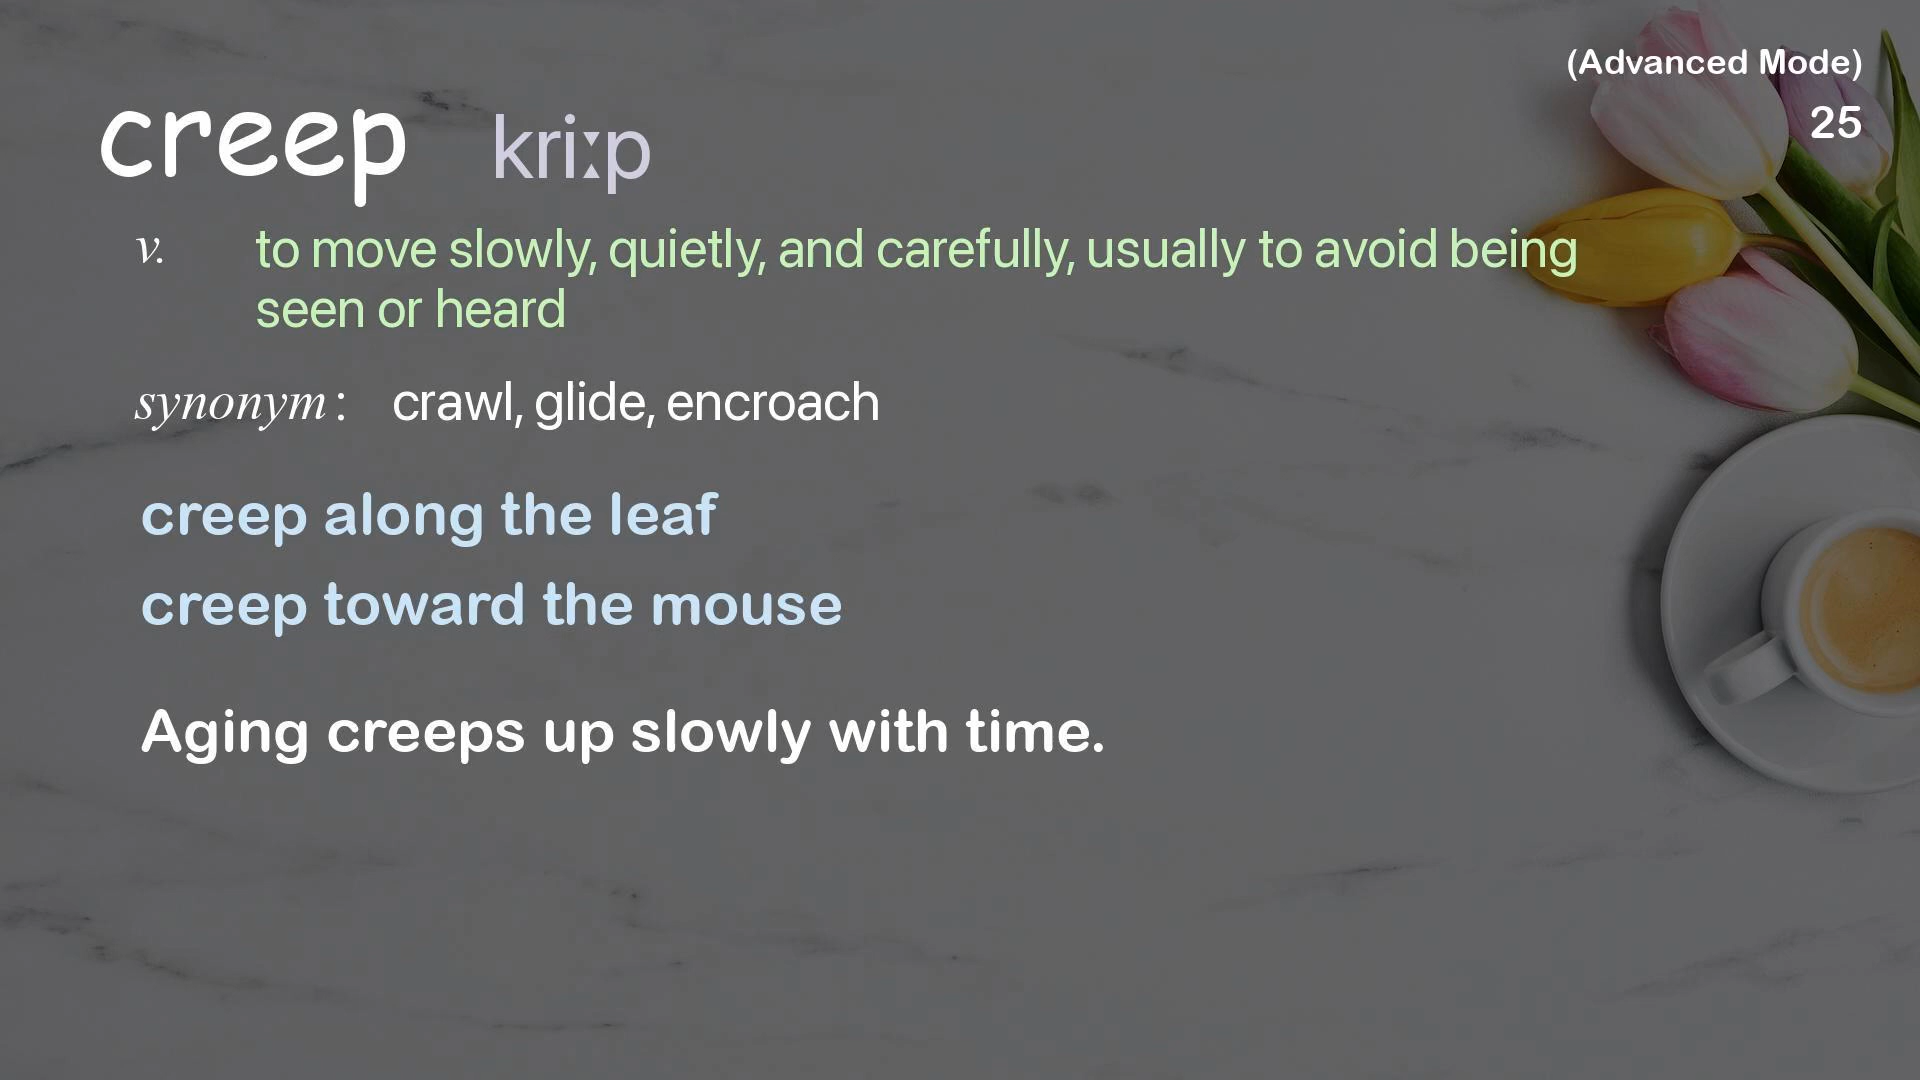 (Advanced Mode)
25
creep kriːp
v. to move slowly, quietly, and carefully, usually to avoid being
seen or heard
synonym: crawl, glide, encroach
creep along the leaf
creep toward the mouse
Aging creeps up slowly with time.